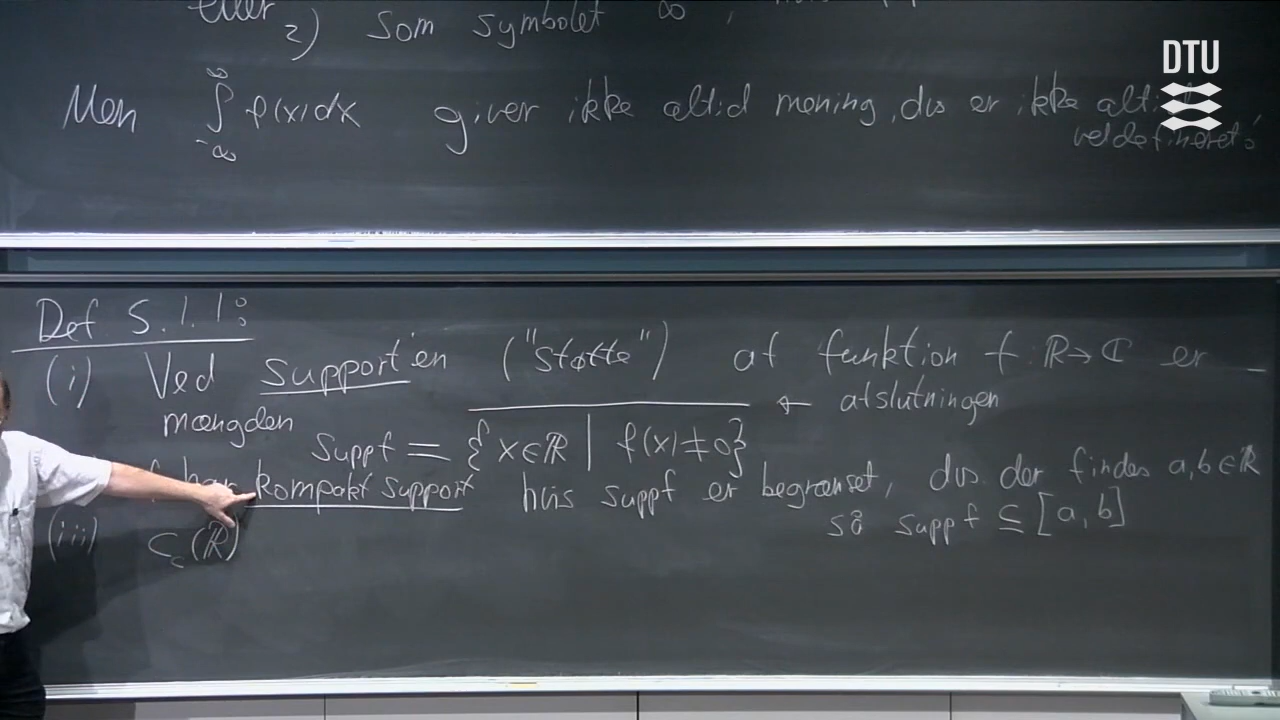 eller
2) Som symbolet ∞,
DTU
Men ∫_{-∞}^{∞} f(x)dx giver ikke altid mening, dvs er ikke altid
veldefineret!
Def 5.1.1:
(i) Ved supporten ("støtte") af funktion f: ℝ→ℂ er
mængden ← afslutningen
supp f = \overline{{x∈ℝ | f(x)≠0}}
f har kompakt support hvis supp f er begrænset, dvs der findes a,b∈ℝ
så supp f ⊆ [a,b]
(iii) C_c(ℝ)